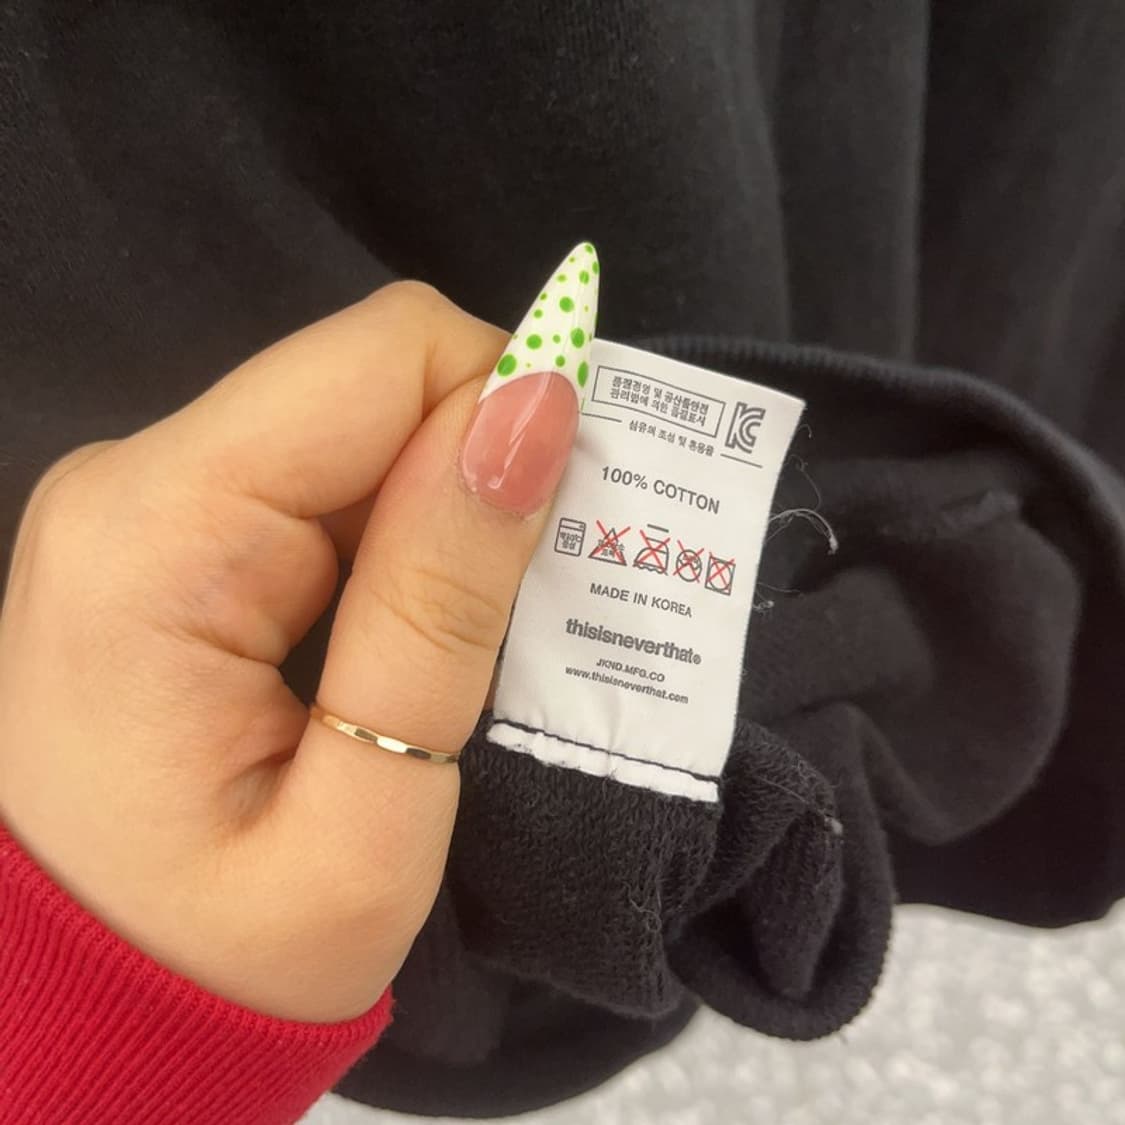 품질경영 및 공산품안전
관리법에 의한 품질표시
섬유의 조성 및 혼용율
100% COTTON
MADE IN KOREA
thisisneverthat®
JKND.MFG.CO
www.thisisneverthat.com